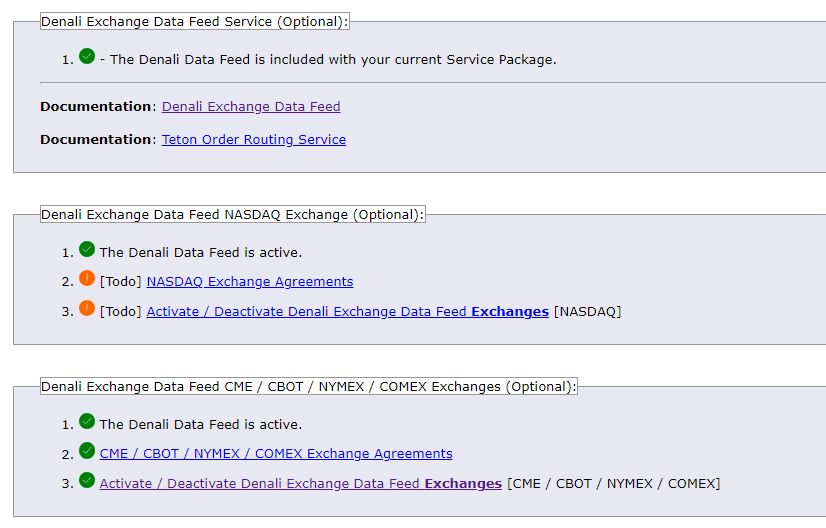 Denali Exchange Data Feed Service (Optional):
1. - The Denali Data Feed is included with your current Service Package.
Documentation: Denali Exchange Data Feed
Documentation: Teton Order Routing Service
Denali Exchange Data Feed NASDAQ Exchange (Optional):
1. The Denali Data Feed is active.
2. [Todo] NASDAQ Exchange Agreements
3. [Todo] Activate / Deactivate Denali Exchange Data Feed Exchanges [NASDAQ]
Denali Exchange Data Feed CME / CBOT / NYMEX / COMEX Exchanges (Optional):
1. The Denali Data Feed is active.
2. CME / CBOT / NYMEX / COMEX Exchange Agreements
3. Activate / Deactivate Denali Exchange Data Feed Exchanges [CME / CBOT / NYMEX / COMEX]